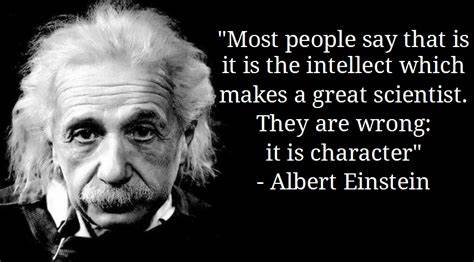 "Most people say that is
it is the intellect which
makes a great scientist.
They are wrong:
it is character"
- Albert Einstein